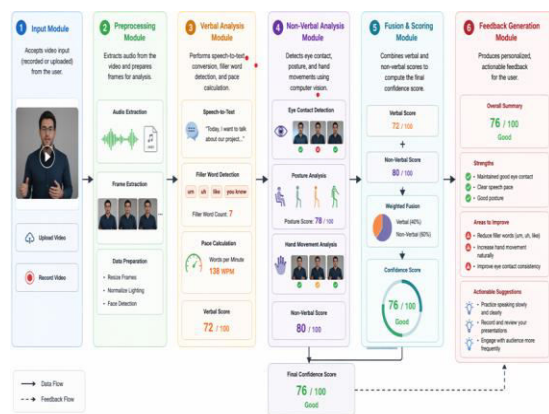 1 Input Module
Accepts video input
(recorded or uploaded)
from the user.
Upload Video
Record Video
2 Preprocessing
Module
Extracts audio from the
video and prepares
frames for analysis.
Audio Extraction
Frame Extraction
Data Preparation
• Resize Frames
• Normalize Lighting
• Face Detection
3 Verbal Analysis
Module
Performs speech-to-text
conversion, filler word
detection, and pace
calculation.
Speech-to-Text
"Today, I want to talk
about our project..."
Filler Word Detection
um uh like you know
Filler Word Count: 7
Pace Calculation
Words per Minute
138 WPM
Verbal Score
72 / 100
4 Non-Verbal Analysis
Module
Detects eye contact,
posture, and hand
movements using
computer vision.
Eye Contact Detection
Posture Analysis
Posture Score: 78 / 100
Hand Movement Analysis
Non-Verbal Score
80 / 100
5 Fusion & Scoring
Module
Combines verbal and
non-verbal scores to
compute the final
confidence score.
Verbal Score
72 / 100
+
Non-Verbal Score
80 / 100
Weighted Fusion
Verbal (40%)
Non-Verbal (60%)
Confidence Score
76 / 100
Good
6 Feedback Generation
Module
Produces personalized,
actionable feedback
for the user.
Overall Summary
76 / 100
Good
Strengths
Maintained good eye contact
Clear speech pace
Good posture
Areas to Improve
Reduce filler words (um, uh, like)
Increase hand movement
naturally
Improve eye contact consistency
Actionable Suggestions
Practice speaking slowly
and clearly
Record and review your
presentations
Engage with audience more
frequently
Data Flow
Feedback Flow
Final Confidence Score
76 / 100
Good